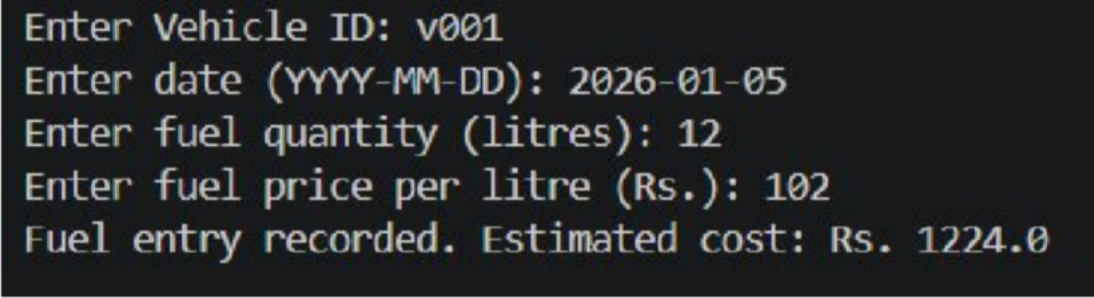 Enter Vehicle ID: v001
Enter date (YYYY-MM-DD): 2026-01-05
Enter fuel quantity (litres): 12
Enter fuel price per litre (Rs.): 102
Fuel entry recorded. Estimated cost: Rs. 1224.0